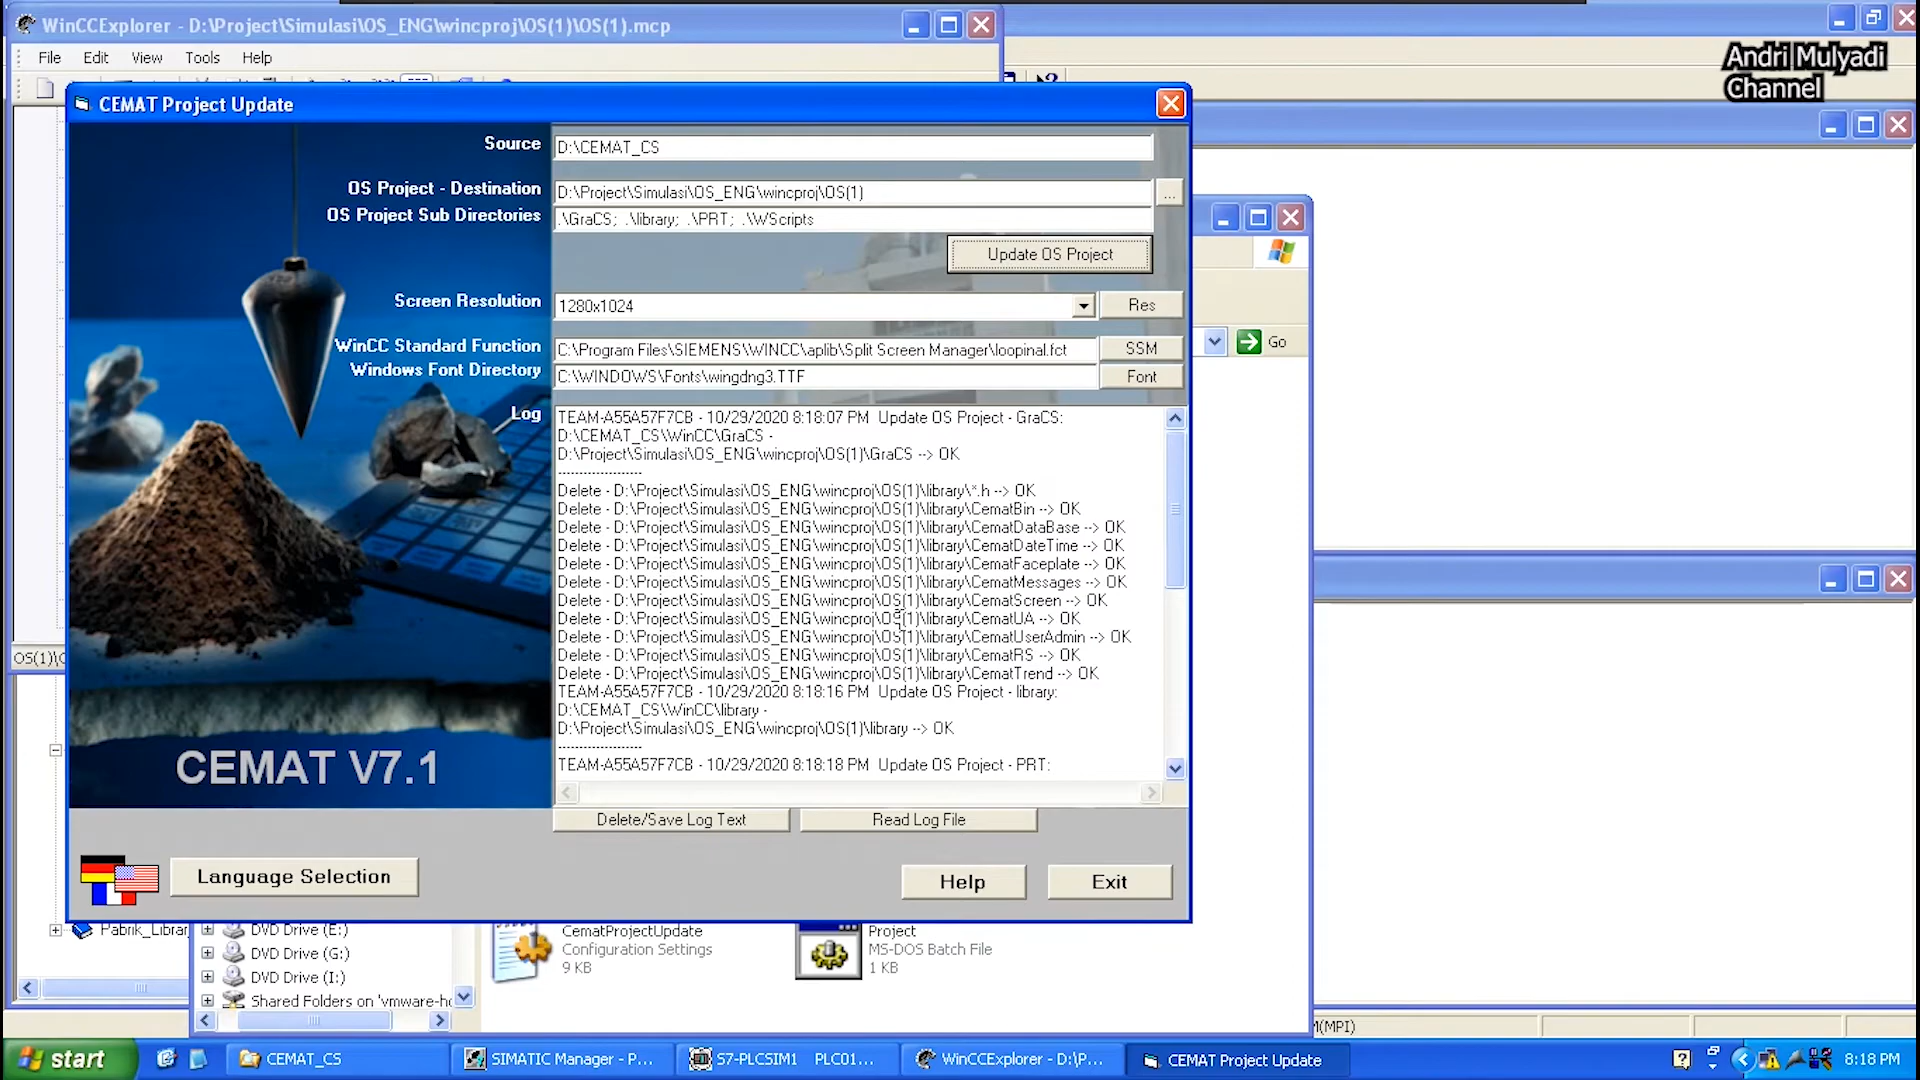 WinCCExplorer - D:\Project\Simulasi\OS_ENG\wincproj\OS(1)\OS(1).mcp
File Edit View Tools Help
Andri Mulyadi
Channel
CEMAT Project Update
Source
D:\CEMAT_CS
OS Project - Destination
D:\Project\Simulasi\OS_ENG\wincproj\OS(1)
...
OS Project Sub Directories
.\GraCS; .\library; .\PRT; .\WScripts
Update OS Project
Screen Resolution
1280x1024
Res
WinCC Standard Function
C:\Program Files\SIEMENS\WINCC\aplib\Split Screen Manager\loopinal.fct
SSM
Go
Windows Font Directory
C:\WINDOWS\Fonts\wingdng3.TTF
Font
Log
TEAM-A55A57F7CB - 10/29/2020 8:18:07 PM Update OS Project - GraCS:
D:\CEMAT_CS\WinCC\GraCS -
D:\Project\Simulasi\OS_ENG\wincproj\OS(1)\GraCS --> OK
--------------------
Delete - D:\Project\Simulasi\OS_ENG\wincproj\OS(1)\library\*.h --> OK
Delete - D:\Project\Simulasi\OS_ENG\wincproj\OS(1)\library\CematBin --> OK
Delete - D:\Project\Simulasi\OS_ENG\wincproj\OS(1)\library\CematDataBase --> OK
Delete - D:\Project\Simulasi\OS_ENG\wincproj\OS(1)\library\CematDateTime --> OK
Delete - D:\Project\Simulasi\OS_ENG\wincproj\OS(1)\library\CematFaceplate --> OK
Delete - D:\Project\Simulasi\OS_ENG\wincproj\OS(1)\library\CematMessages --> OK
Delete - D:\Project\Simulasi\OS_ENG\wincproj\OS(1)\library\CematScreen --> OK
Delete - D:\Project\Simulasi\OS_ENG\wincproj\OS(1)\library\CematUA --> OK
Delete - D:\Project\Simulasi\OS_ENG\wincproj\OS(1)\library\CematUserAdmin --> OK
Delete - D:\Project\Simulasi\OS_ENG\wincproj\OS(1)\library\CematRS --> OK
Delete - D:\Project\Simulasi\OS_ENG\wincproj\OS(1)\library\CematTrend --> OK
TEAM-A55A57F7CB - 10/29/2020 8:18:16 PM Update OS Project - library:
D:\CEMAT_CS\WinCC\library -
D:\Project\Simulasi\OS_ENG\wincproj\OS(1)\library --> OK
--------------------
TEAM-A55A57F7CB - 10/29/2020 8:18:18 PM Update OS Project - PRT:
OS(1)\
CEMAT V7.1
Delete/Save Log Text
Read Log File
Language Selection
Help
Exit
Pabrik_Library
DVD Drive (E:)
DVD Drive (G:)
DVD Drive (I:)
Shared Folders on 'vmware-ho
CematProjectUpdate
Configuration Settings
9 KB
Project
MS-DOS Batch File
1 KB
(MPI)
start
CEMAT_CS
SIMATIC Manager - P...
S7-PLCSIM1 PLC01...
WinCCExplorer - D:\P...
CEMAT Project Update
8:18 PM